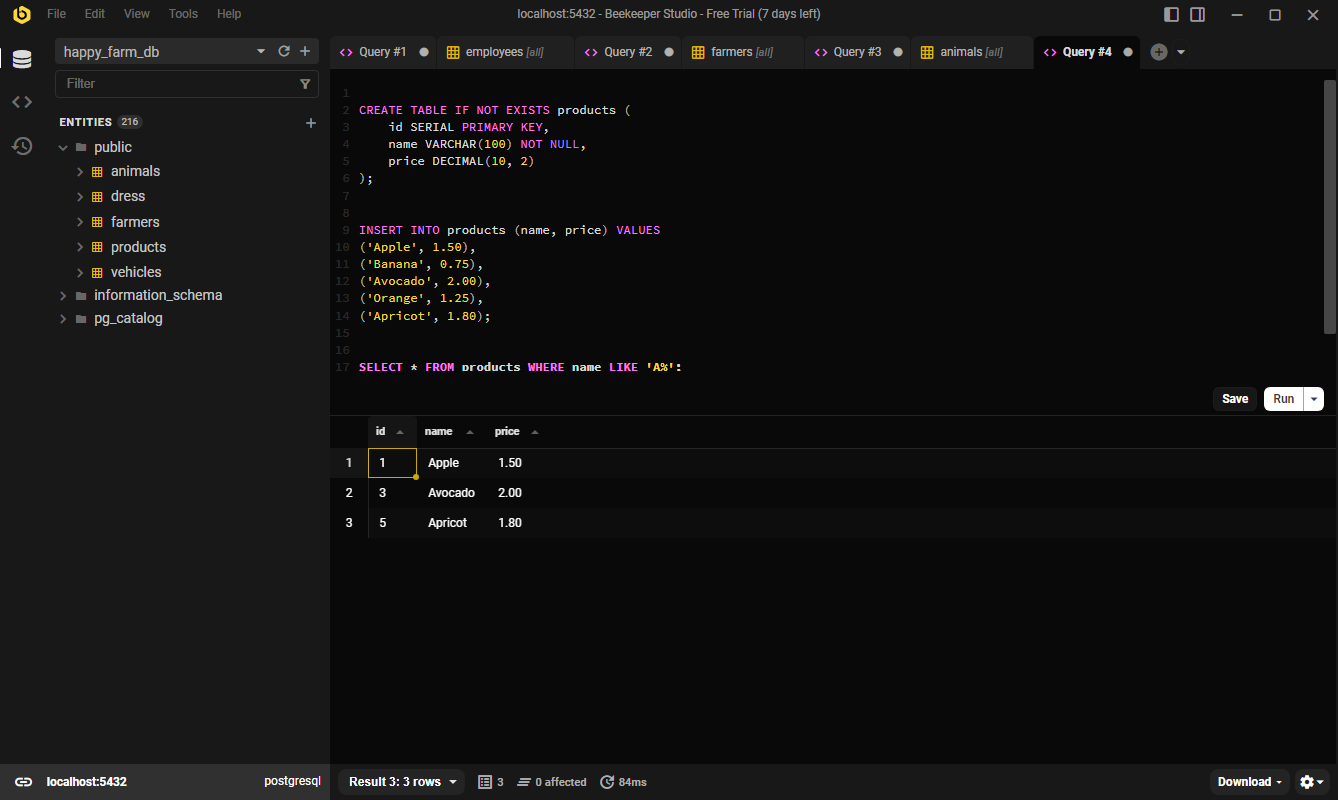 File Edit View Tools Help localhost:5432 - Beekeeper Studio - Free Trial (7 days left)
happy_farm_db
Filter
ENTITIES 216
public
animals
dress
farmers
products
vehicles
information_schema
pg_catalog
Query #1 employees [all] Query #2 farmers [all] Query #3 animals [all] Query #4
1
2 CREATE TABLE IF NOT EXISTS products (
3 id SERIAL PRIMARY KEY,
4 name VARCHAR(100) NOT NULL,
5 price DECIMAL(10, 2)
6 );
7
8
9 INSERT INTO products (name, price) VALUES
10 ('Apple', 1.50),
11 ('Banana', 0.75),
12 ('Avocado', 2.00),
13 ('Orange', 1.25),
14 ('Apricot', 1.80);
15
16
17 SELECT * FROM products WHERE name LIKE 'A%';
Save Run
id name price
1 1 Apple 1.50
2 3 Avocado 2.00
3 5 Apricot 1.80
localhost:5432 postgresql Result 3: 3 rows 3 0 affected 84ms Download